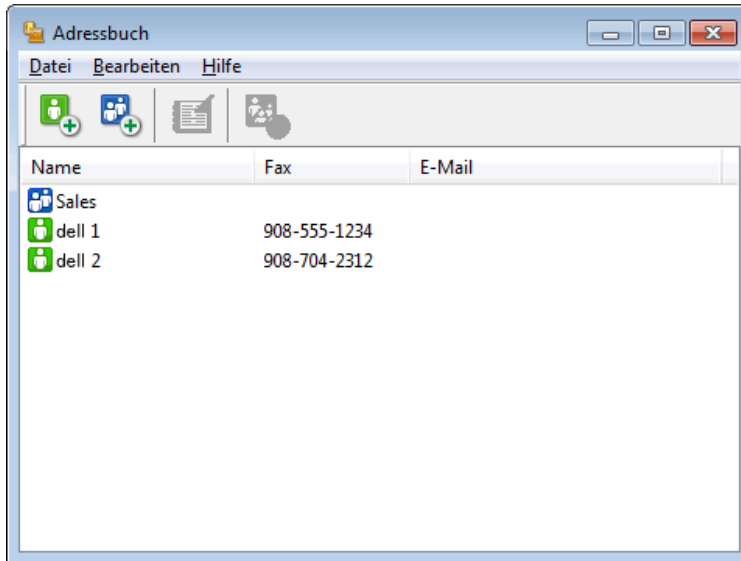 Adressbuch
Datei Bearbeiten Hilfe
Name Fax E-Mail
Sales
dell 1 908-555-1234
dell 2 908-704-2312